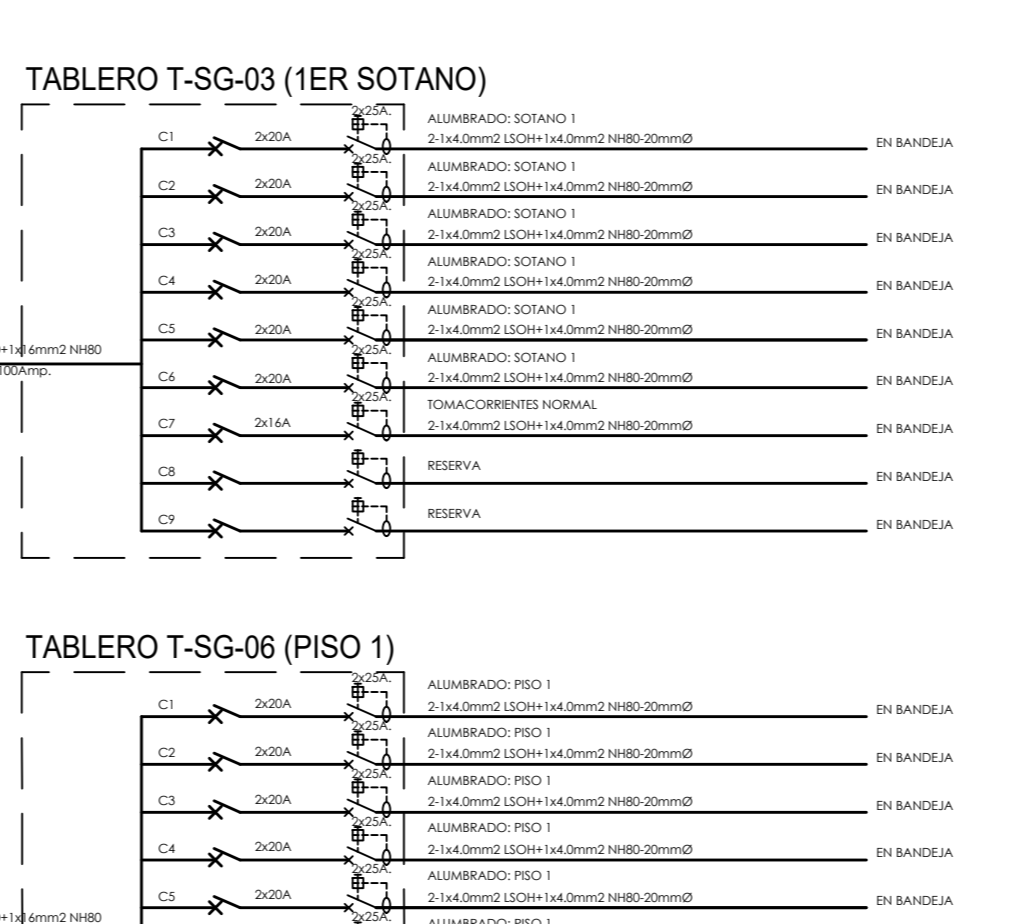 TABLERO T-SG-03 (1ER SOTANO)
2x25A.
ALUMBRADO: SOTANO 1
C1 2x20A 2-1x4.0mm2 LSOH+1x4.0mm2 NH80-20mmØ EN BANDEJA
2x25A.
ALUMBRADO: SOTANO 1
C2 2x20A 2-1x4.0mm2 LSOH+1x4.0mm2 NH80-20mmØ EN BANDEJA
2x25A.
ALUMBRADO: SOTANO 1
C3 2x20A 2-1x4.0mm2 LSOH+1x4.0mm2 NH80-20mmØ EN BANDEJA
2x25A.
ALUMBRADO: SOTANO 1
C4 2x20A 2-1x4.0mm2 LSOH+1x4.0mm2 NH80-20mmØ EN BANDEJA
2x25A.
ALUMBRADO: SOTANO 1
C5 2x20A 2-1x4.0mm2 LSOH+1x4.0mm2 NH80-20mmØ EN BANDEJA
+1x16mm2 NH80
2x25A.
ALUMBRADO: SOTANO 1
100Amp.
C6 2x20A 2-1x4.0mm2 LSOH+1x4.0mm2 NH80-20mmØ EN BANDEJA
2x25A.
TOMACORRIENTES NORMAL
C7 2x16A 2-1x4.0mm2 LSOH+1x4.0mm2 NH80-20mmØ EN BANDEJA
RESERVA
C8 EN BANDEJA
RESERVA
C9 EN BANDEJA
TABLERO T-SG-06 (PISO 1)
2x25A.
ALUMBRADO: PISO 1
C1 2x20A 2-1x4.0mm2 LSOH+1x4.0mm2 NH80-20mmØ EN BANDEJA
2x25A.
ALUMBRADO: PISO 1
C2 2x20A 2-1x4.0mm2 LSOH+1x4.0mm2 NH80-20mmØ EN BANDEJA
2x25A.
ALUMBRADO: PISO 1
C3 2x20A 2-1x4.0mm2 LSOH+1x4.0mm2 NH80-20mmØ EN BANDEJA
2x25A.
ALUMBRADO: PISO 1
C4 2x20A 2-1x4.0mm2 LSOH+1x4.0mm2 NH80-20mmØ EN BANDEJA
2x25A.
ALUMBRADO: PISO 1
C5 2x20A 2-1x4.0mm2 LSOH+1x4.0mm2 NH80-20mmØ EN BANDEJA
+1x16mm2 NH80
2x25A.
ALUMBRADO: PISO 1